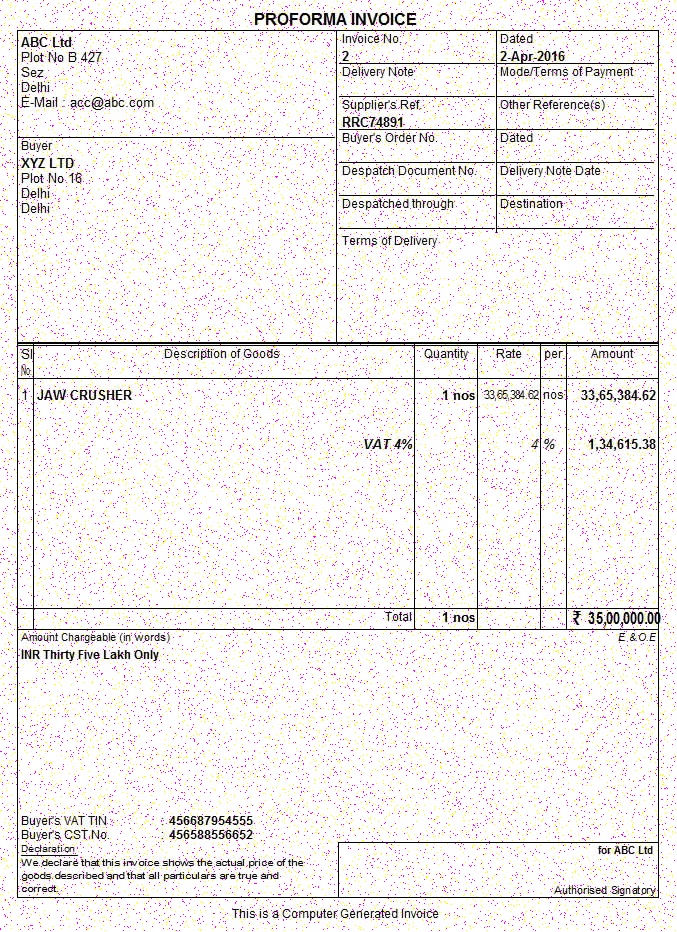 PROFORMA INVOICE
ABC Ltd
Plot No B 427
Sez
Delhi
E-Mail : acc@abc.com
Invoice No.
2
Dated
2-Apr-2016
Delivery Note
Mode/Terms of Payment
Supplier's Ref.
RRC74891
Other Reference(s)
Buyer
XYZ LTD
Plot No 16
Delhi
Delhi
Buyer's Order No.
Dated
Despatch Document No.
Delivery Note Date
Despatched through
Destination
Terms of Delivery
Sl No. Description of Goods Quantity Rate per Amount
1 JAW CRUSHER 1 nos 33,65,384.62 nos 33,65,384.62
VAT 4% 4 % 1,34,615.38
Total 1 nos ₹ 35,00,000.00
Amount Chargeable (in words) E. & O.E
INR Thirty Five Lakh Only
Buyer's VAT TIN : 456687954555
Buyer's CST No. : 456588556652
Declaration
We declare that this invoice shows the actual price of the
goods described and that all particulars are true and
correct.
for ABC Ltd
Authorised Signatory
This is a Computer Generated Invoice